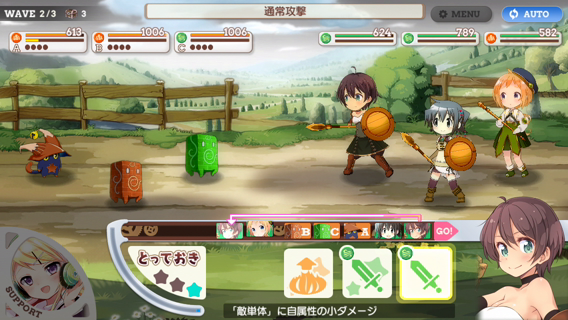 WAVE 2/3 3
通常攻撃
MENU
AUTO
613
A
1006
B
1006
C
624
789
582
B C A
GO!
とっておき
SUPPORT
「敵単体」に自属性の小ダメージ